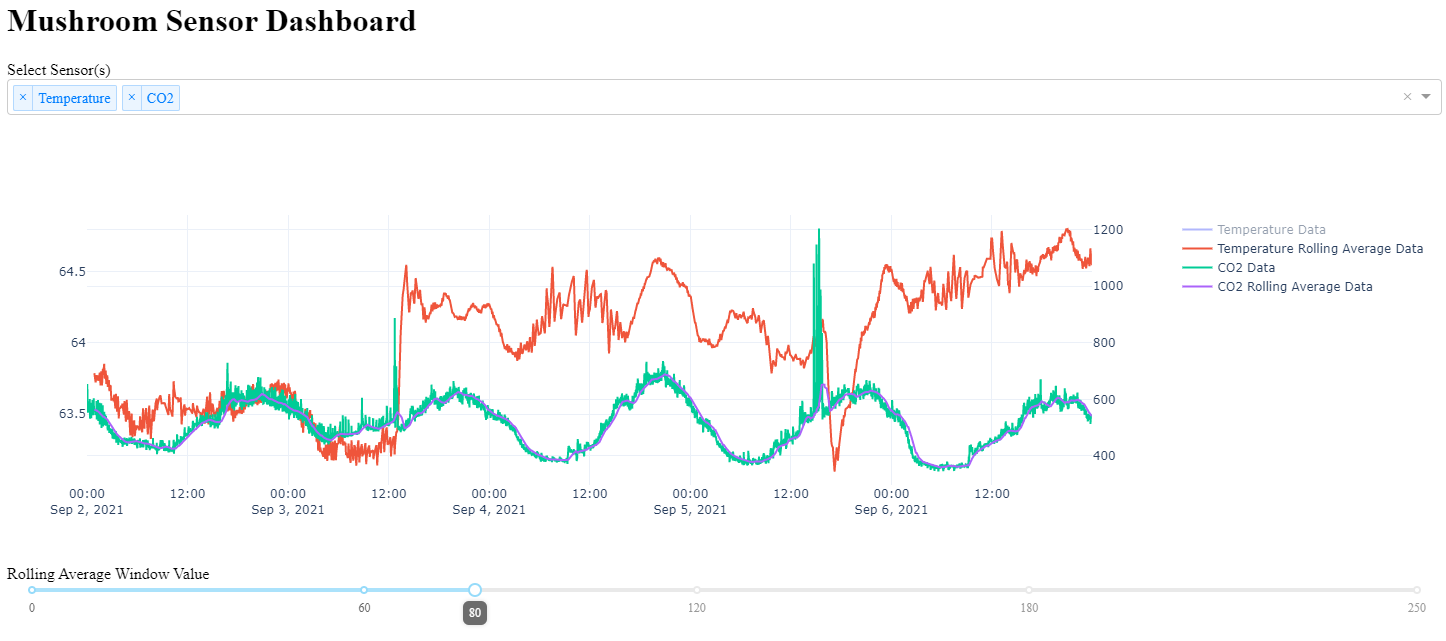 Mushroom Sensor Dashboard
Select Sensor(s)
× Temperature × CO2 ×
1200 Temperature Data
Temperature Rolling Average Data
64.5 CO2 Data
1000 CO2 Rolling Average Data
64 800
63.5 600
400
00:00 12:00 00:00 12:00 00:00 12:00 00:00 12:00 00:00 12:00
Sep 2, 2021 Sep 3, 2021 Sep 4, 2021 Sep 5, 2021 Sep 6, 2021
Rolling Average Window Value
0 60 80 120 180 250